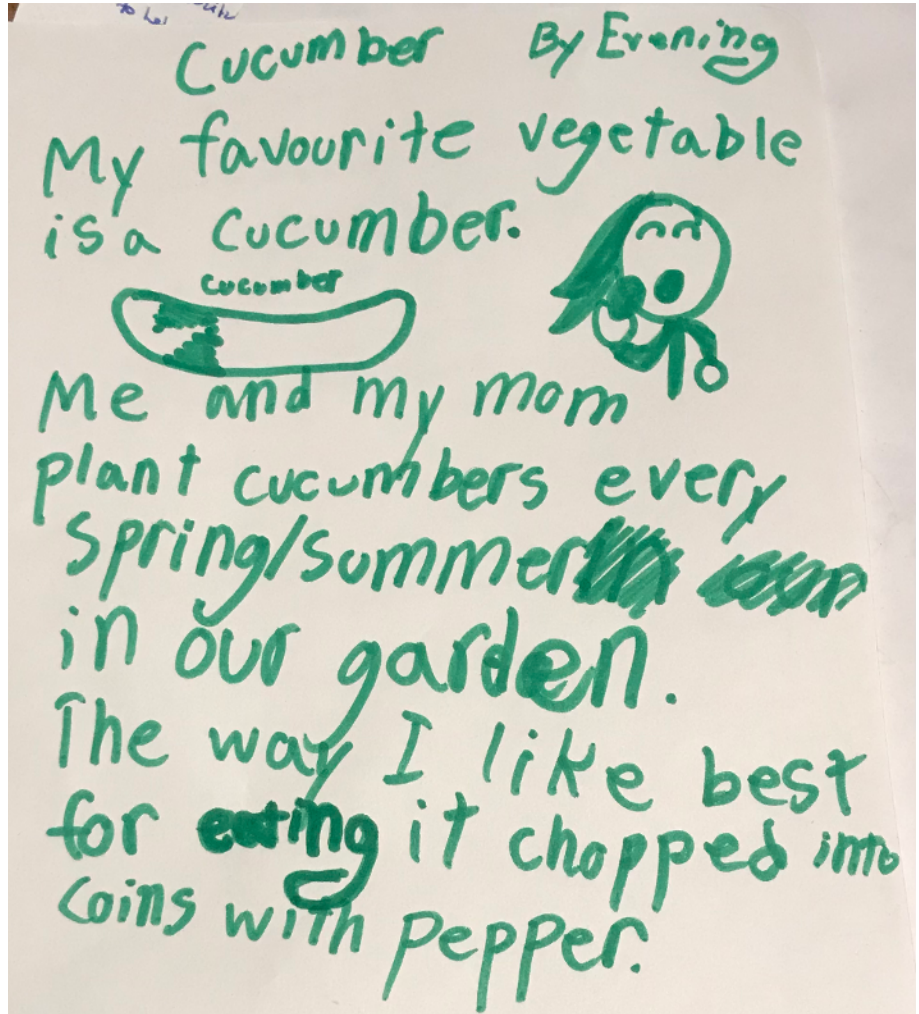 Cucumber By Evening
My favourite vegetable
is a cucumber.
cucumber
Me and my mom
plant cucumbers every
Spring/Summer
in our garden.
The way I like best
for eating it chopped into
coins with pepper.